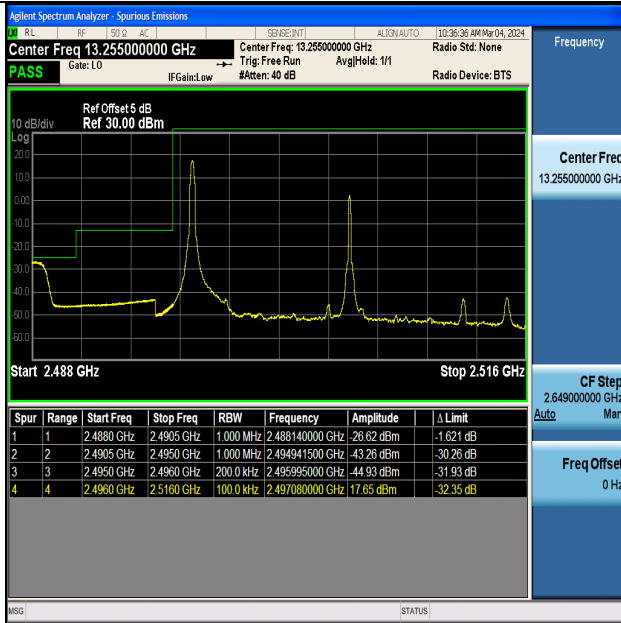 Agilent Spectrum Analyzer - Spurious Emissions
RL RF 50 Ω AC SENSE:INT ALIGN AUTO 10:36:36 AM Mar 04, 2024
Center Freq 13.255000000 GHz Center Freq: 13.255000000 GHz Radio Std: None Frequency
PASS Gate: LO Trig: Free Run Avg|Hold: 1/1
IFGain:Low #Atten: 40 dB Radio Device: BTS
Ref Offset 5 dB
10 dB/div Ref 30.00 dBm
Log
20.0
10.0
0.00
-10.0
-20.0
-30.0
-40.0
-50.0
-60.0
Start 2.488 GHz Stop 2.516 GHz
Center Freq
13.255000000 GHz
CF Step
2.649000000 GHz
Auto Man
Freq Offset
0 Hz
Spur Range Start Freq Stop Freq RBW Frequency Amplitude Δ Limit
1 1 2.4880 GHz 2.4905 GHz 1.000 MHz 2.488140000 GHz -26.62 dBm -1.621 dB
2 2 2.4905 GHz 2.4950 GHz 1.000 MHz 2.494941500 GHz -43.26 dBm -30.26 dB
3 3 2.4950 GHz 2.4960 GHz 200.0 kHz 2.495995000 GHz -44.93 dBm -31.93 dB
4 4 2.4960 GHz 2.5160 GHz 100.0 kHz 2.497080000 GHz 17.65 dBm -32.35 dB
MSG STATUS